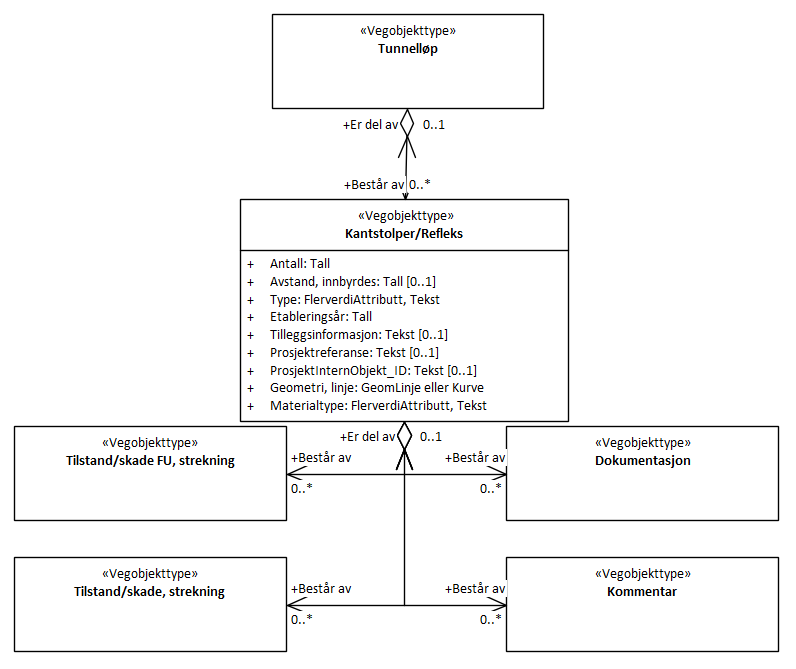 «Vegobjekttype»
Tunnelløp
+Er del av 0..1
+Består av 0..*
«Vegobjekttype»
Kantstolper/Refleks
+ Antall: Tall
+ Avstand, innbyrdes: Tall [0..1]
+ Type: FlerverdiAttributt, Tekst
+ Etableringsår: Tall
+ Tilleggsinformasjon: Tekst [0..1]
+ Prosjektreferanse: Tekst [0..1]
+ ProsjektInternObjekt_ID: Tekst [0..1]
+ Geometri, linje: GeomLinje eller Kurve
+ Materialtype: FlerverdiAttributt, Tekst
+Er del av 0..1
«Vegobjekttype»
Tilstand/skade FU, strekning
+Består av
0..*
«Vegobjekttype»
Dokumentasjon
+Består av
0..*
«Vegobjekttype»
Tilstand/skade, strekning
+Består av
0..*
«Vegobjekttype»
Kommentar
+Består av
0..*